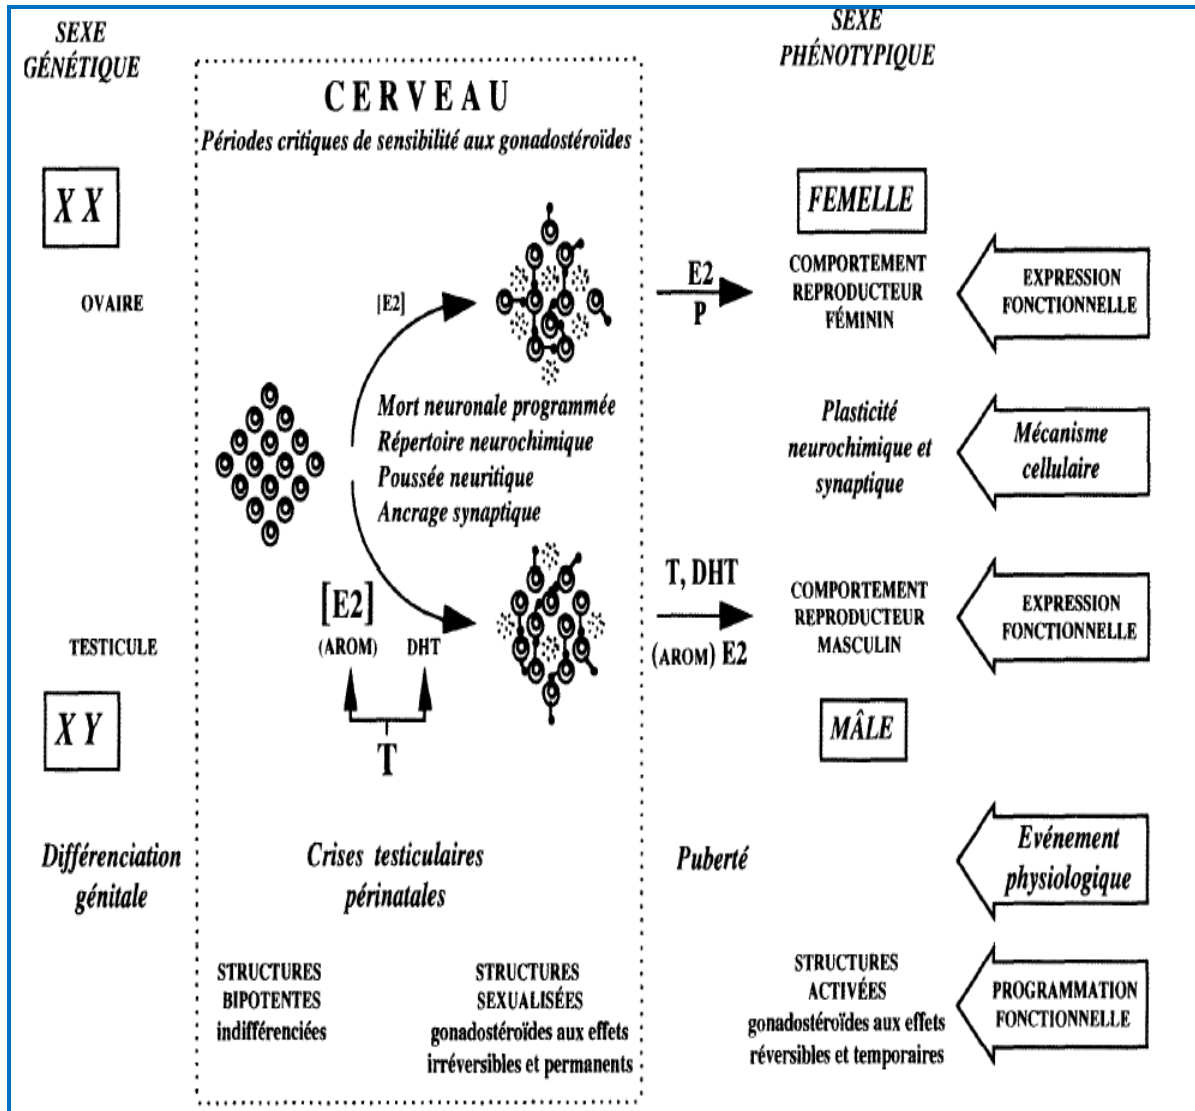 SEXE
GÉNÉTIQUE
SEXE
PHÉNOTYPIQUE
CERVEAU
Périodes critiques de sensibilité aux gonadostéroïdes
X X
OVAIRE
[E2]
E2
P
FEMELLE
COMPORTEMENT
REPRODUCTEUR
FÉMININ
EXPRESSION
FONCTIONNELLE
Mort neuronale programmée
Répertoire neurochimique
Poussée neuritique
Ancrage synaptique
Plasticité
neurochimique et
synaptique
Mécanisme
cellulaire
TESTICULE
X Y
[E2]
(AROM)
DHT
T
T, DHT
(AROM) E2
COMPORTEMENT
REPRODUCTEUR
MASCULIN
MÂLE
EXPRESSION
FONCTIONNELLE
Différenciation
génitale
Crises testiculaires
périnatales
Puberté
Evénement
physiologique
STRUCTURES
BIPOTENTES
indifférenciées
STRUCTURES
SEXUALISÉES
gonadostéroïdes aux effets
irréversibles et permanents
STRUCTURES
ACTIVÉES
gonadostéroïdes aux effets
réversibles et temporaires
PROGRAMMATION
FONCTIONNELLE